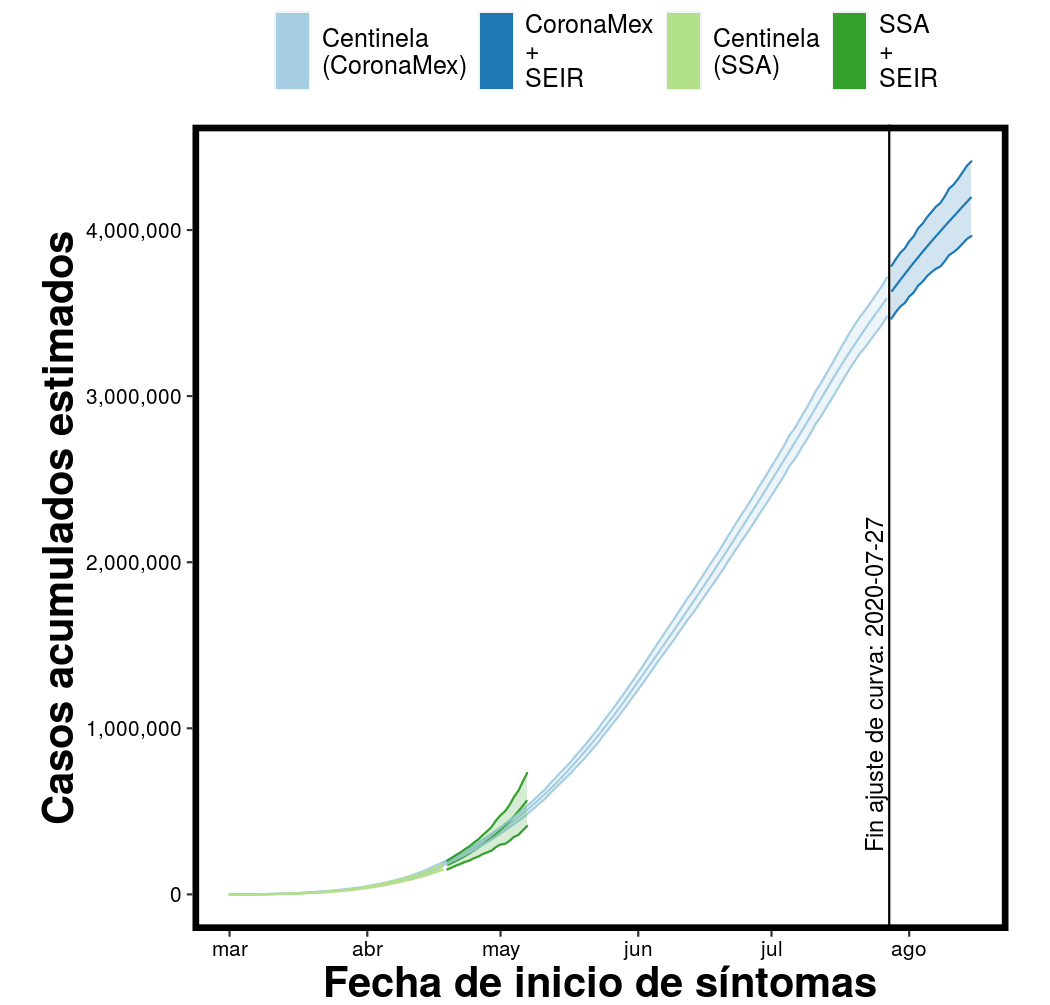 Centinela
(CoronaMex)
CoronaMex
+
SEIR
Centinela
(SSA)
SSA
+
SEIR
Casos acumulados estimados
4,000,000
3,000,000
2,000,000
1,000,000
0
Fin ajuste de curva: 2020-07-27
mar
abr
may
jun
jul
ago
Fecha de inicio de síntomas